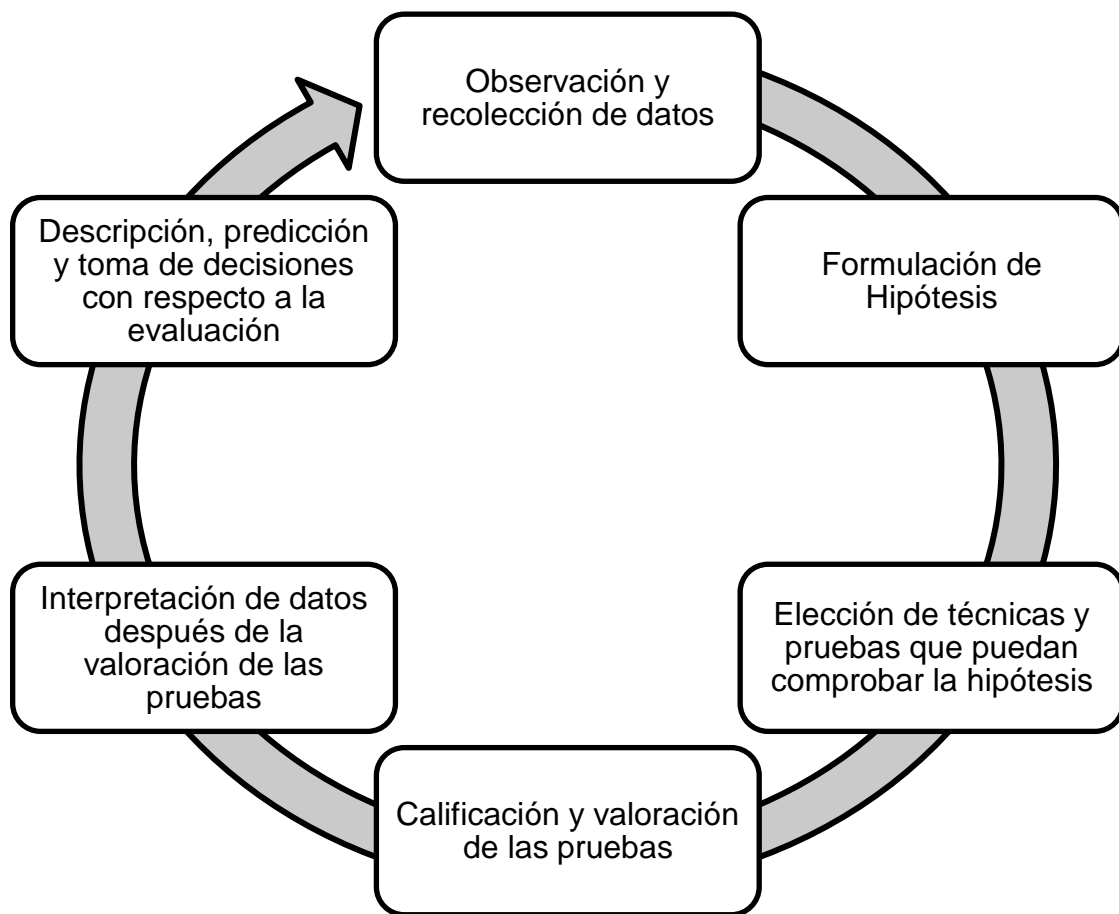 Observación y
recolección de datos
Formulación de
Hipótesis
Elección de técnicas y
pruebas que puedan
comprobar la hipótesis
Calificación y valoración
de las pruebas
Interpretación de datos
después de la
valoración de las
pruebas
Descripción, predicción
y toma de decisiones
con respecto a la
evaluación